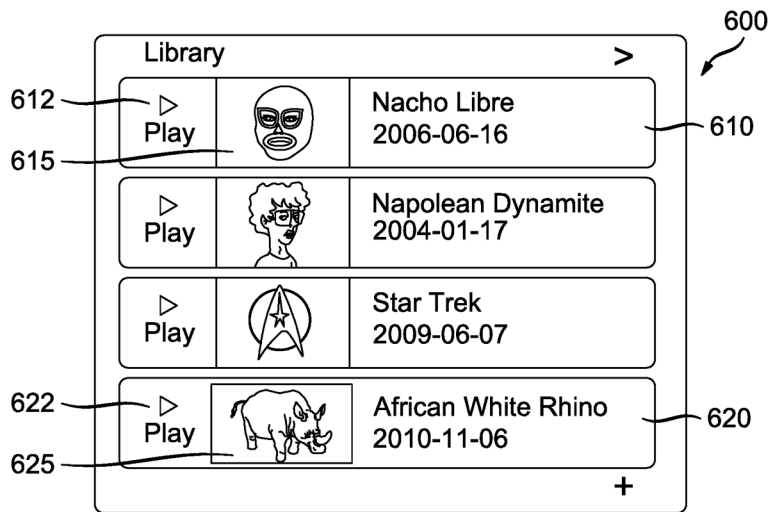 600
Library >
612
Play
Nacho Libre
2006-06-16
610
615
Play
Napolean Dynamite
2004-01-17
Play
Star Trek
2009-06-07
622
Play
African White Rhino
2010-11-06
620
625
+